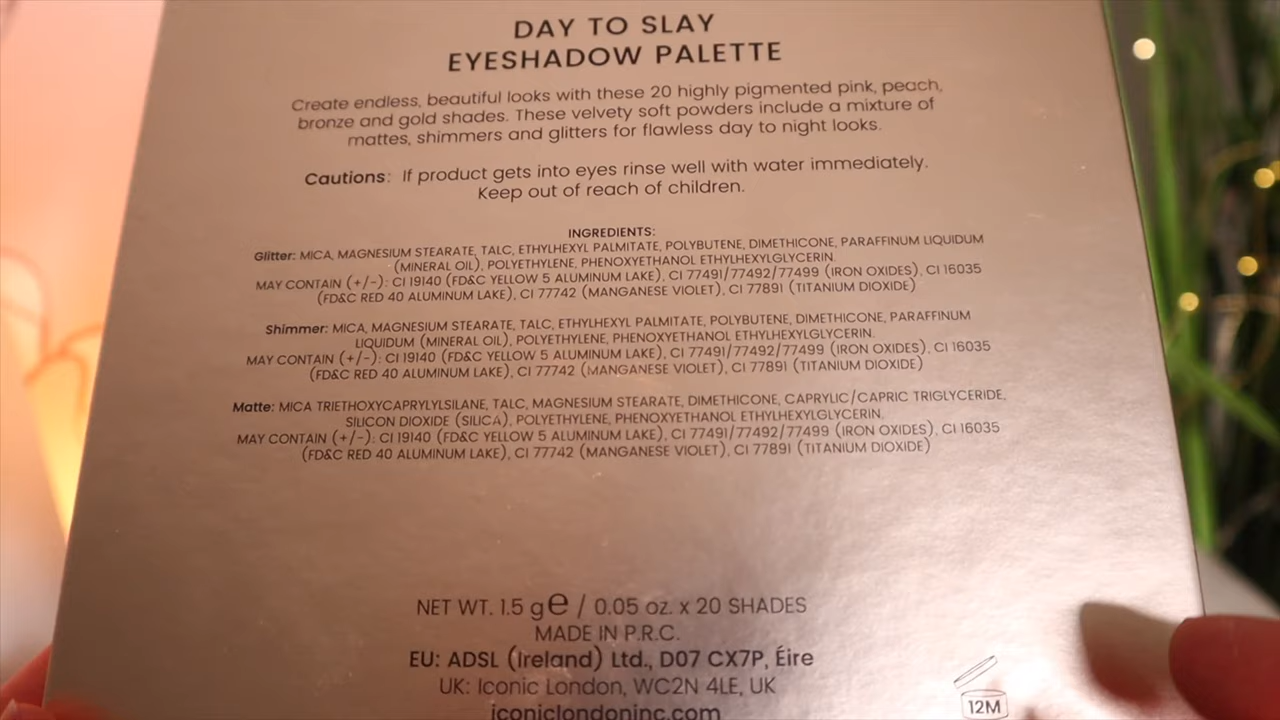 DAY TO SLAY
EYESHADOW PALETTE
Create endless, beautiful looks with these 20 highly pigmented pink, peach,
bronze and gold shades. These velvety soft powders include a mixture of
mattes, shimmers and glitters for flawless day to night looks.
Cautions: If product gets into eyes rinse well with water immediately.
Keep out of reach of children.
INGREDIENTS:
Glitter: MICA, MAGNESIUM STEARATE, TALC, ETHYLHEXYL PALMITATE, POLYBUTENE, DIMETHICONE, PARAFFINUM LIQUIDUM
(MINERAL OIL), POLYETHYLENE, PHENOXYETHANOL ETHYLHEXYLGLYCERIN.
MAY CONTAIN (+/-): CI 19140 (FD&C YELLOW 5 ALUMINUM LAKE), CI 77491/77492/77499 (IRON OXIDES), CI 16035
(FD&C RED 40 ALUMINUM LAKE), CI 77742 (MANGANESE VIOLET), CI 77891 (TITANIUM DIOXIDE)
Shimmer: MICA, MAGNESIUM STEARATE, TALC, ETHYLHEXYL PALMITATE, POLYBUTENE, DIMETHICONE, PARAFFINUM
LIQUIDUM (MINERAL OIL), POLYETHYLENE, PHENOXYETHANOL ETHYLHEXYLGLYCERIN.
MAY CONTAIN (+/-): CI 19140 (FD&C YELLOW 5 ALUMINUM LAKE), CI 77491/77492/77499 (IRON OXIDES), CI 16035
(FD&C RED 40 ALUMINUM LAKE), CI 77742 (MANGANESE VIOLET), CI 77891 (TITANIUM DIOXIDE)
Matte: MICA TRIETHOXYCAPRYLYLSILANE, TALC, MAGNESIUM STEARATE, DIMETHICONE, CAPRYLIC/CAPRIC TRIGLYCERIDE,
SILICON DIOXIDE (SILICA), POLYETHYLENE, PHENOXYETHANOL ETHYLHEXYLGLYCERIN.
MAY CONTAIN (+/-): CI 19140 (FD&C YELLOW 5 ALUMINUM LAKE), CI 77491/77492/77499 (IRON OXIDES), CI 16035
(FD&C RED 40 ALUMINUM LAKE), CI 77742 (MANGANESE VIOLET), CI 77891 (TITANIUM DIOXIDE)
NET WT. 1.5 g℮ / 0.05 oz. x 20 SHADES
MADE IN P.R.C.
EU: ADSL (Ireland) Ltd., D07 CX7P, Éire
UK: Iconic London, WC2N 4LE, UK
iconiclondoninc.com
12M